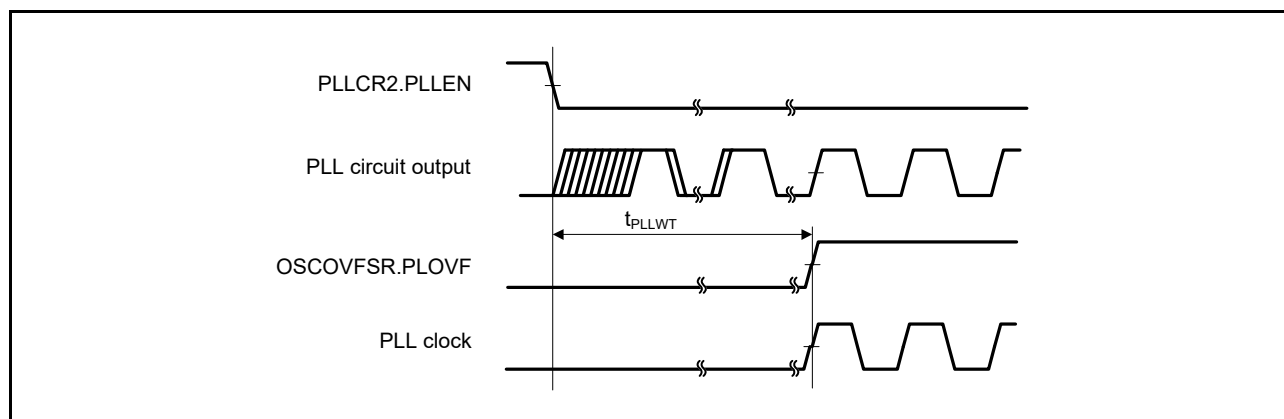 PLLCR2.PLLEN
PLL circuit output
tPLLWT
OSCOVFSR.PLOVF
PLL clock